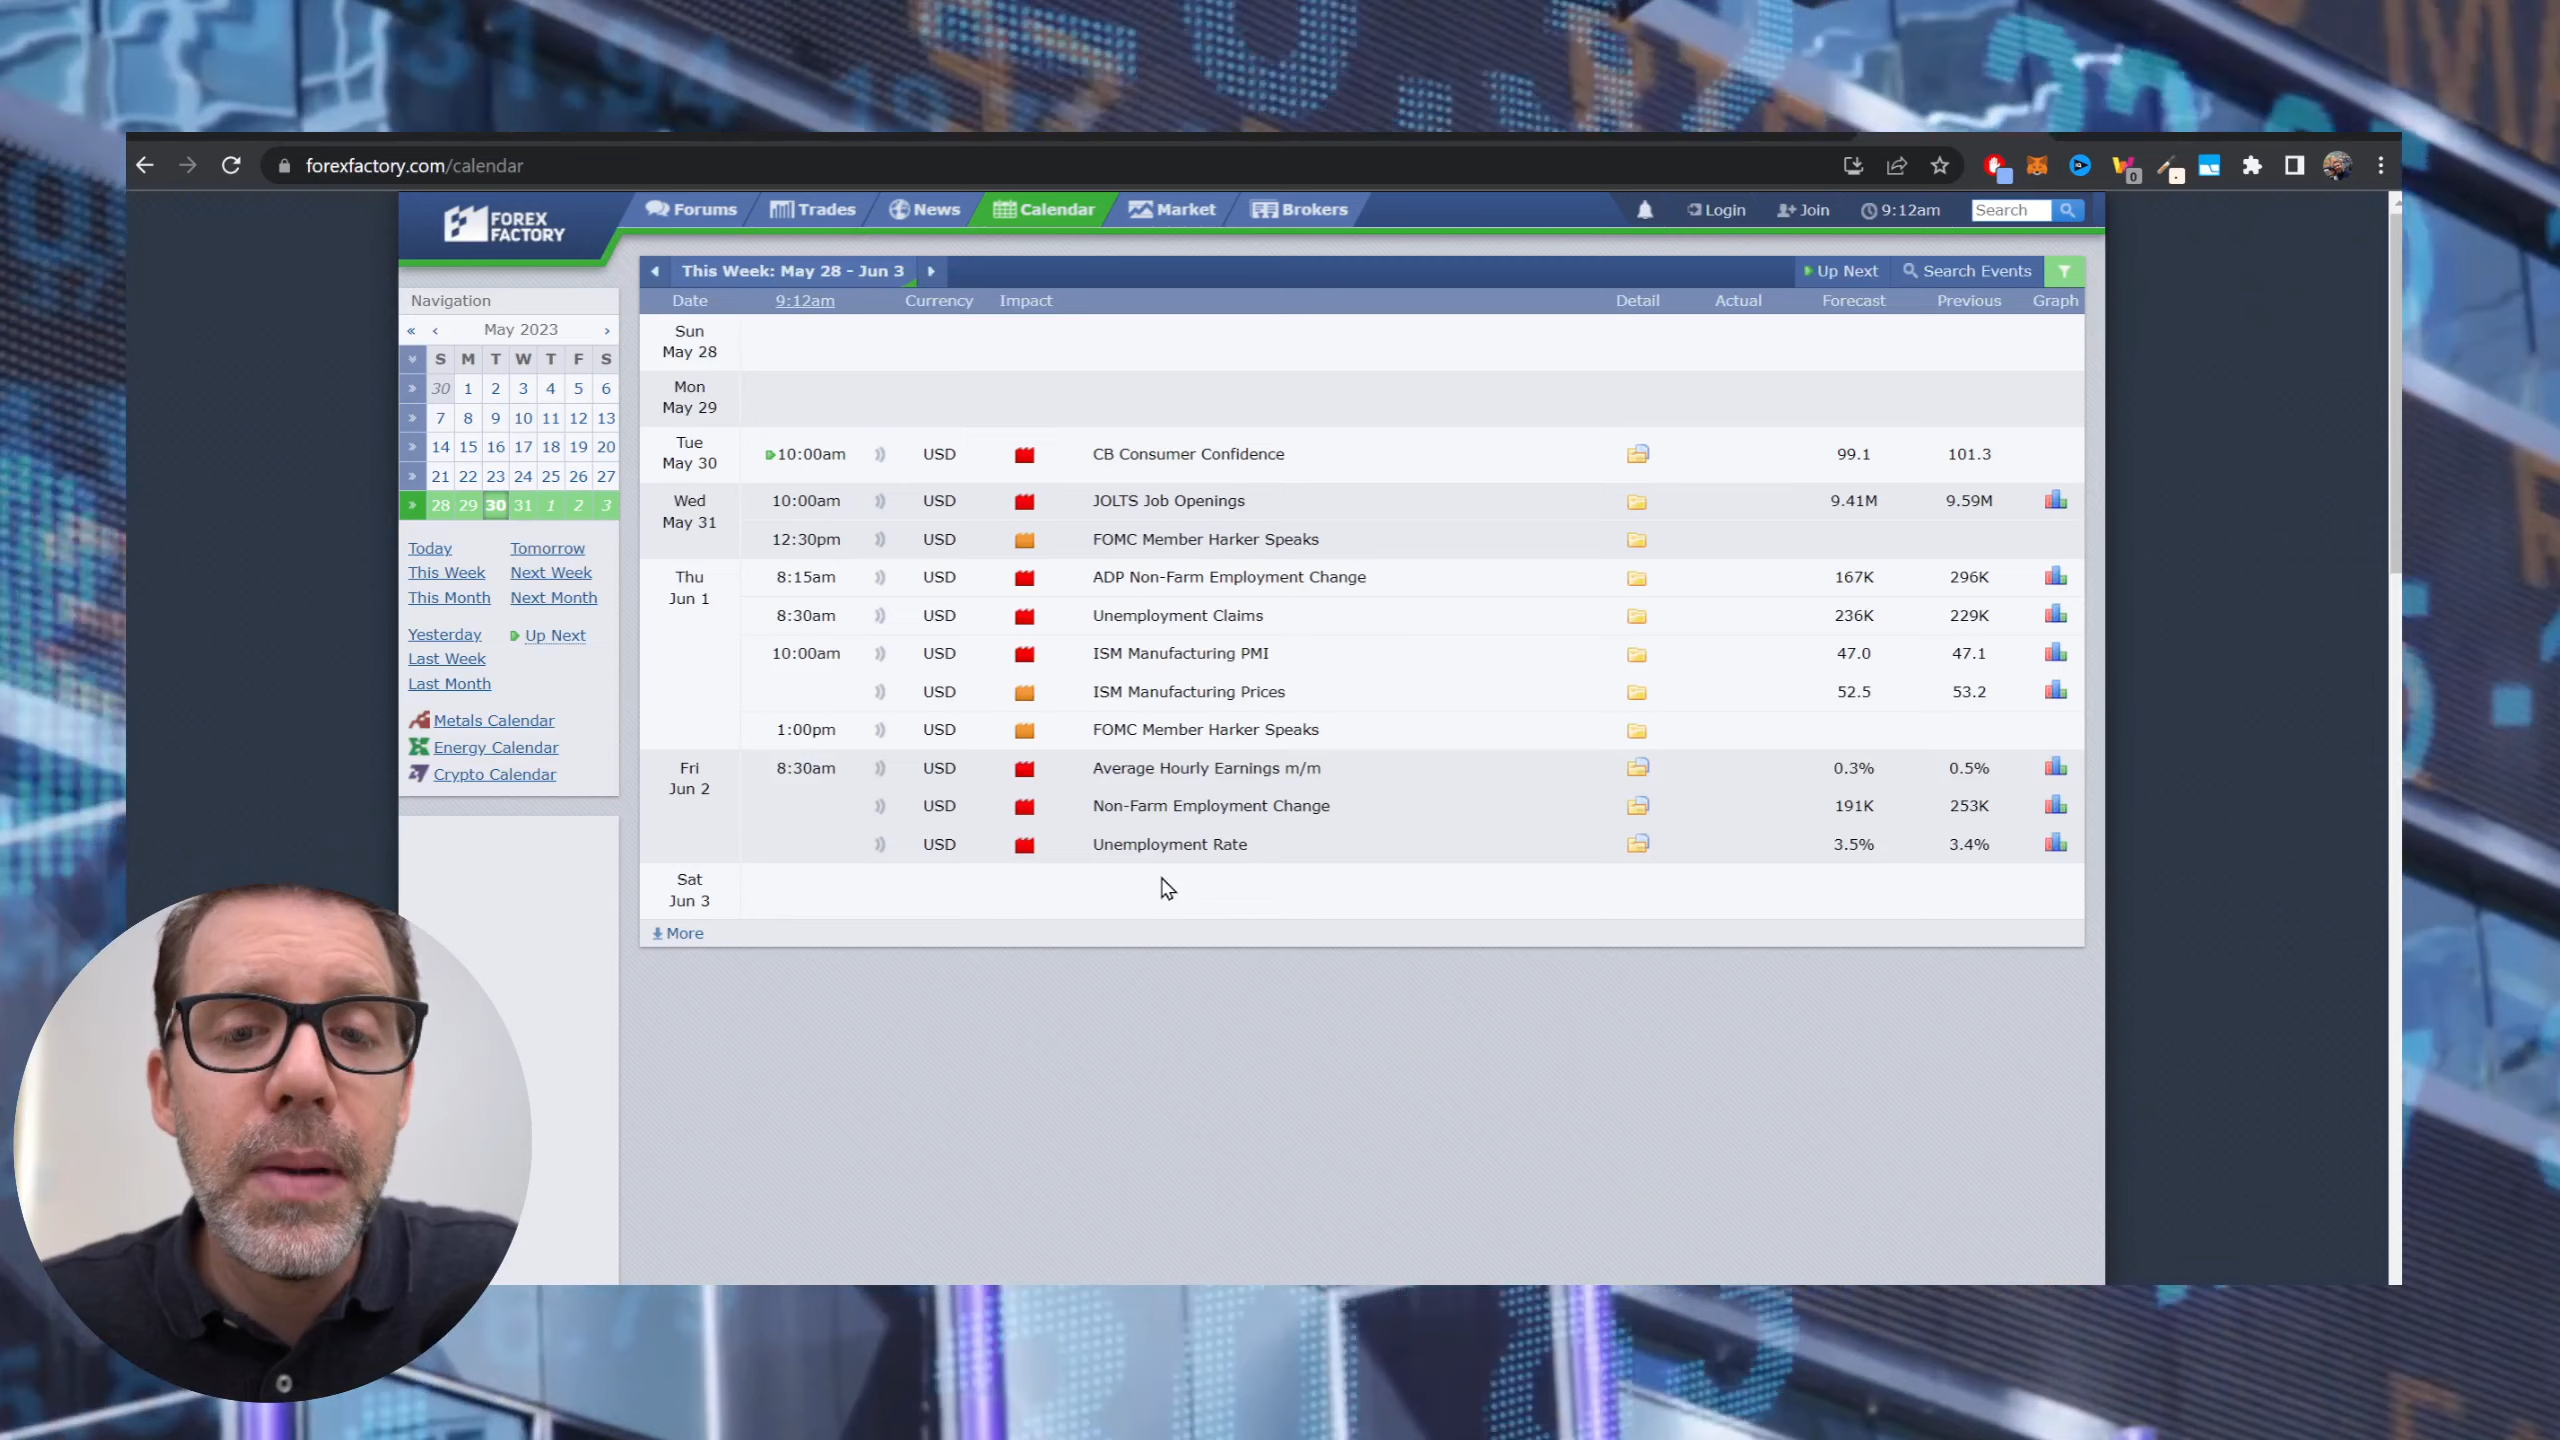 forexfactory.com/calendar
0
FOREX
FACTORY
Forums Trades News Calendar Market Brokers Login Join 9:12am Search
This Week: May 28 - Jun 3 Up Next Search Events
Date 9:12am Currency Impact Detail Actual Forecast Previous Graph
Sun
May 28
Mon
May 29
Tue
May 30
10:00am USD CB Consumer Confidence 99.1 101.3
Wed
May 31
10:00am USD JOLTS Job Openings 9.41M 9.59M
12:30pm USD FOMC Member Harker Speaks
Thu
Jun 1
8:15am USD ADP Non-Farm Employment Change 167K 296K
8:30am USD Unemployment Claims 236K 229K
10:00am USD ISM Manufacturing PMI 47.0 47.1
USD ISM Manufacturing Prices 52.5 53.2
1:00pm USD FOMC Member Harker Speaks
Fri
Jun 2
8:30am USD Average Hourly Earnings m/m 0.3% 0.5%
USD Non-Farm Employment Change 191K 253K
USD Unemployment Rate 3.5% 3.4%
Sat
Jun 3
More
Navigation
« ‹ May 2023 ›
S M T W T F S
» 30 1 2 3 4 5 6
» 7 8 9 10 11 12 13
» 14 15 16 17 18 19 20
» 21 22 23 24 25 26 27
» 28 29 30 31 1 2 3
Today Tomorrow
This Week Next Week
This Month Next Month
Yesterday Up Next
Last Week
Last Month
Metals Calendar
Energy Calendar
Crypto Calendar